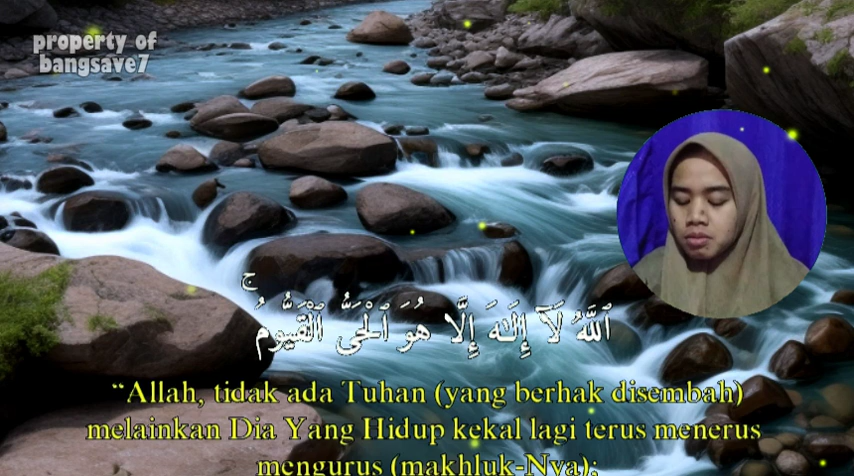 property of
bangsave7
ٱللَّهُ لَآ إِلَـٰهَ إِلَّا هُوَ ٱلْحَىُّ ٱلْقَيُّومُ ۚ
“Allah, tidak ada Tuhan (yang berhak disembah)
melainkan Dia Yang Hidup kekal lagi terus menerus
mengurus (makhluk-Nya);